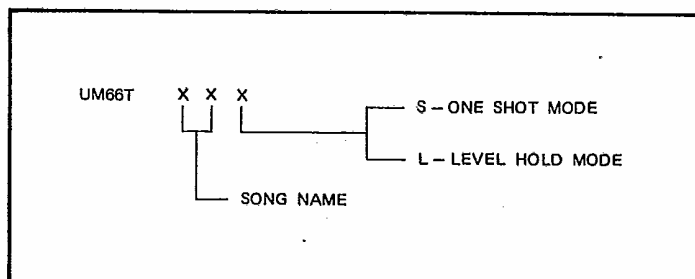 UM66T X X X
S – ONE SHOT MODE
L – LEVEL HOLD MODE
SONG NAME